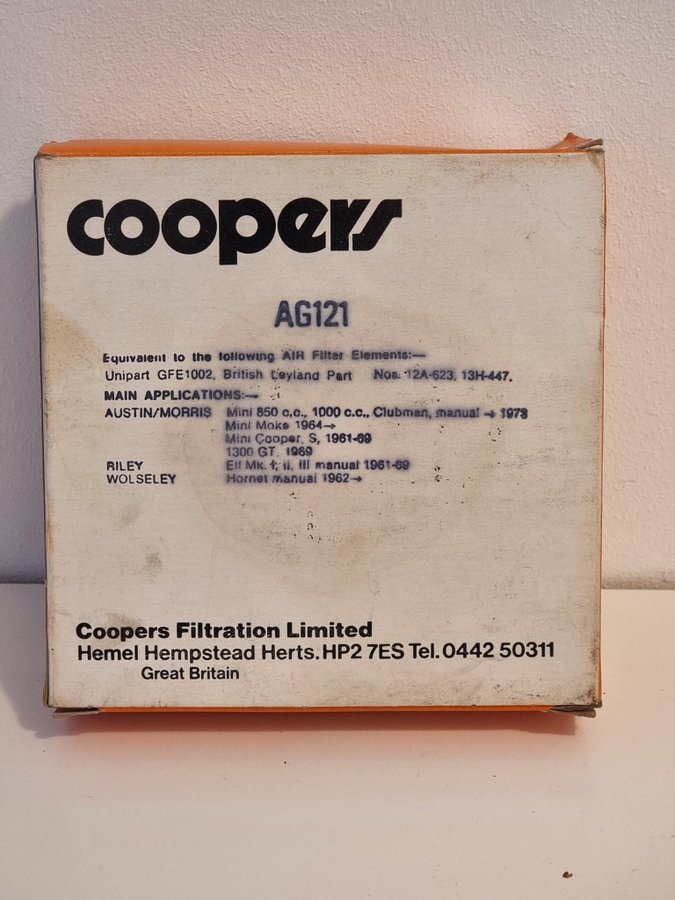 coopers
AG121
Equivalent to the following AIR Filter Elements:—
Unipart GFE1002, British Leyland Part Nos. 12A-623, 13H-447.
MAIN APPLICATIONS:—
AUSTIN/MORRIS Mini 850 c.c., 1000 c.c., Clubman, manual → 1973
Mini Moke 1964→
Mini Cooper, S, 1961-69
1300 GT, 1969
RILEY Elf Mk. I, II, III manual 1961-69
WOLSELEY Hornet manual 1962→
Coopers Filtration Limited
Hemel Hempstead Herts. HP2 7ES Tel. 0442 50311
Great Britain